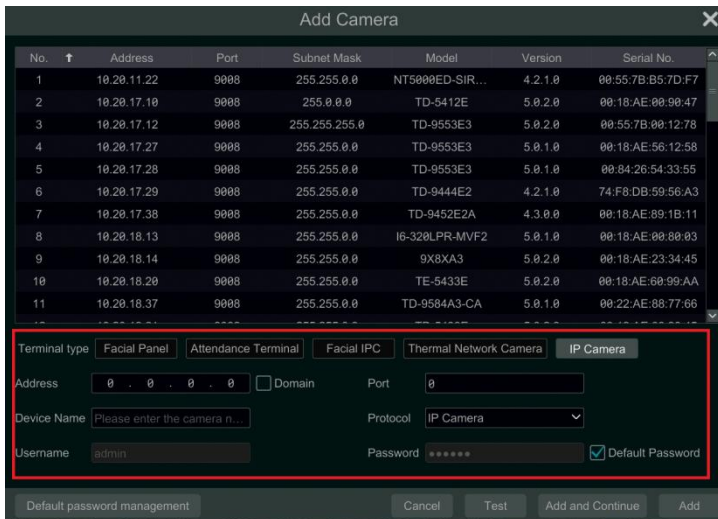 Add Camera
No. Address Port Subnet Mask Model Version Serial No.
1 10.20.11.22 9008 255.255.0.0 NT5000ED-SIR... 4.2.1.0 00:55:7B:B5:7D:F7
2 10.20.17.10 9008 255.0.0.0 TD-5412E 5.0.2.0 00:18:AE:00:90:47
3 10.20.17.12 9008 255.255.255.0 TD-9553E3 5.0.2.0 00:55:7B:00:12:78
4 10.20.17.27 9008 255.255.0.0 TD-9553E3 5.0.1.0 00:18:AE:56:12:58
5 10.20.17.28 9008 255.255.0.0 TD-9553E3 5.0.1.0 00:84:26:54:33:55
6 10.20.17.29 9008 255.255.0.0 TD-9444E2 4.2.1.0 74:F8:DB:59:56:A3
7 10.20.17.38 9008 255.255.0.0 TD-9452E2A 4.3.0.0 00:18:AE:89:1B:11
8 10.20.18.13 9008 255.255.0.0 I6-320LPR-MVF2 5.0.1.0 00:18:AE:00:80:03
9 10.20.18.14 9008 255.255.0.0 9X8XA3 5.0.2.0 00:18:AE:23:34:45
10 10.20.18.20 9008 255.255.0.0 TE-5433E 5.0.2.0 00:18:AE:60:99:AA
11 10.20.18.37 9008 255.255.0.0 TD-9584A3-CA 5.0.1.0 00:22:AE:88:77:66
Terminal type Facial Panel Attendance Terminal Facial IPC Thermal Network Camera IP Camera
Address 0 . 0 . 0 . 0 Domain Port 0
Device Name Please enter the camera n... Protocol IP Camera
Username admin Password ●●●●●● Default Password
Default password management Cancel Test Add and Continue Add